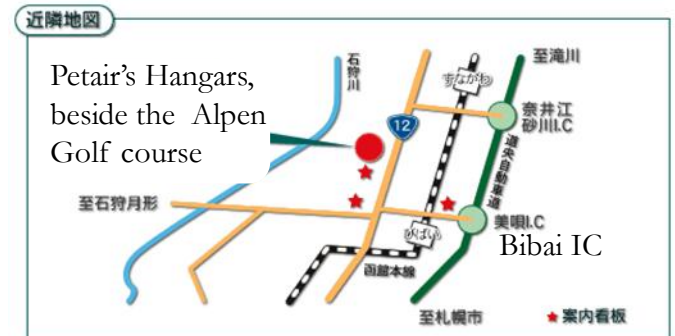 近隣地図
Petair's Hangars,
beside the Alpen
Golf course
石狩川
12
すながわ
至滝川
奈井江
砂川I.C
道央自動車道
至石狩月形
びばい
美唄I.C
Bibai IC
函館本線
至札幌市
★案内看板